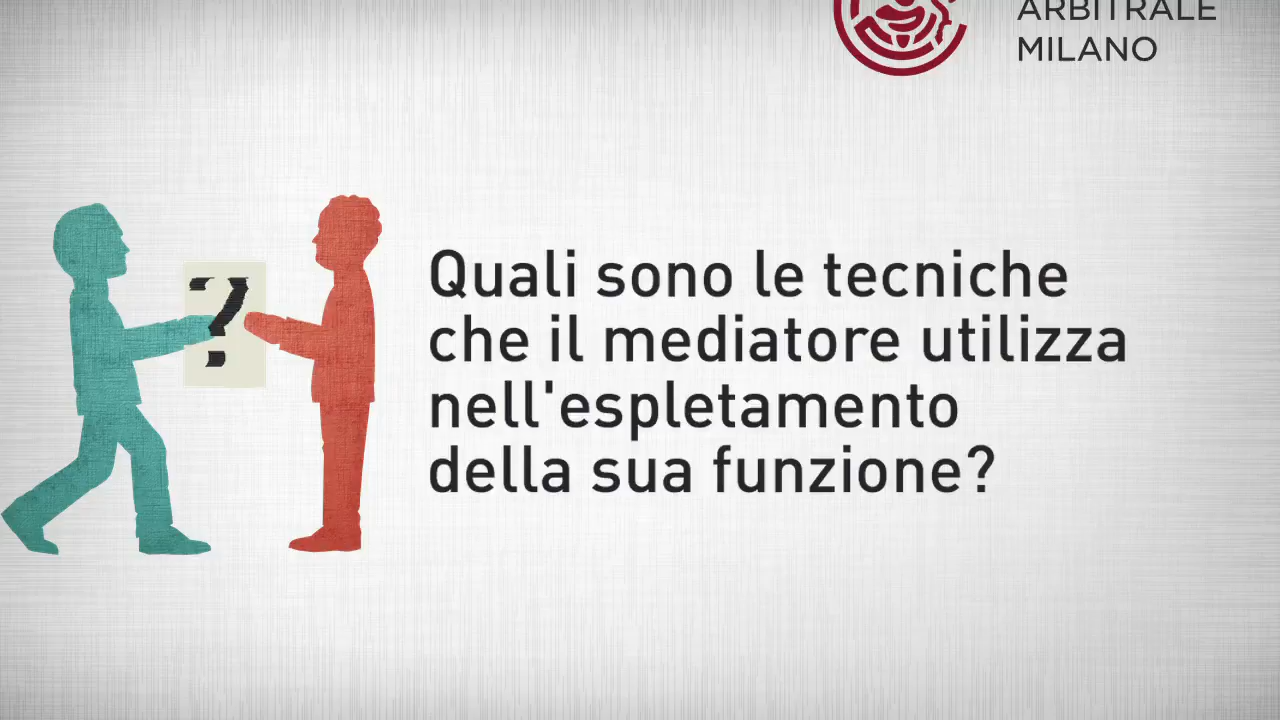 ARBITRALE
MILANO
?
Quali sono le tecniche
che il mediatore utilizza
nell'espletamento
della sua funzione?